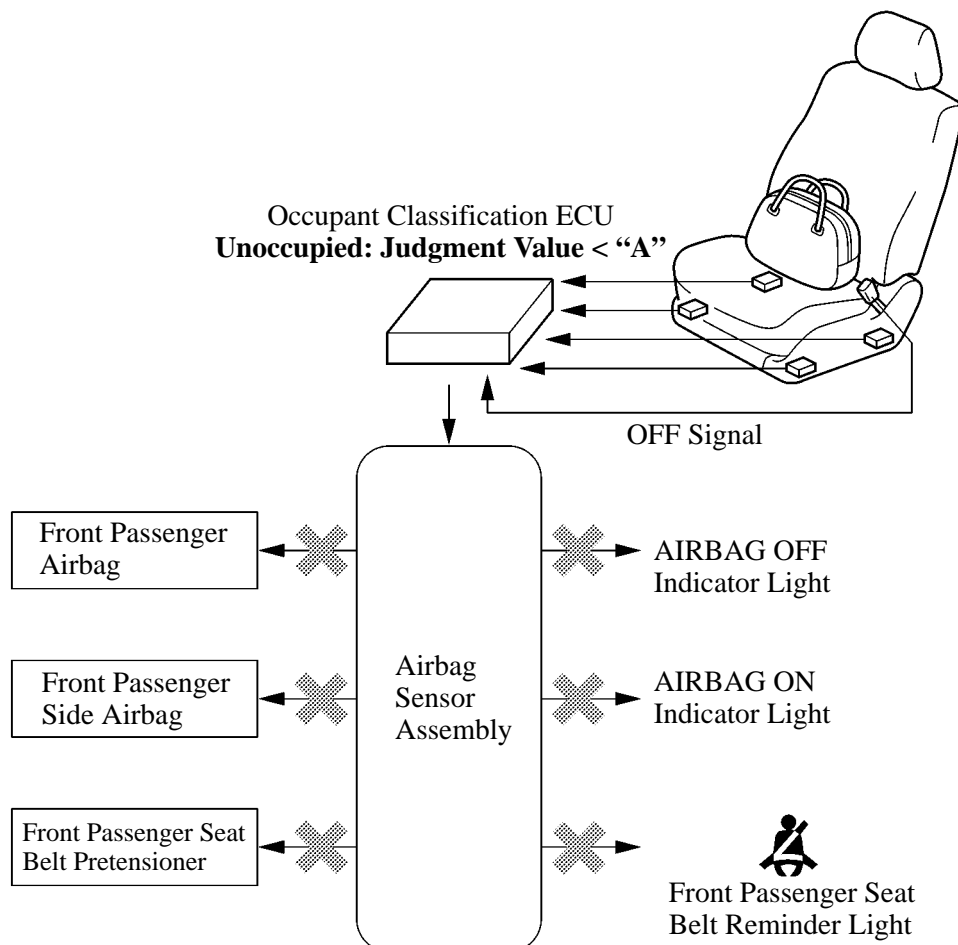 Occupant Classification ECU
Unoccupied: Judgment Value < “A”
OFF Signal
Front Passenger
Airbag
AIRBAG OFF
Indicator Light
Front Passenger
Side Airbag
Airbag
Sensor
Assembly
AIRBAG ON
Indicator Light
Front Passenger Seat
Belt Pretensioner
Front Passenger Seat
Belt Reminder Light